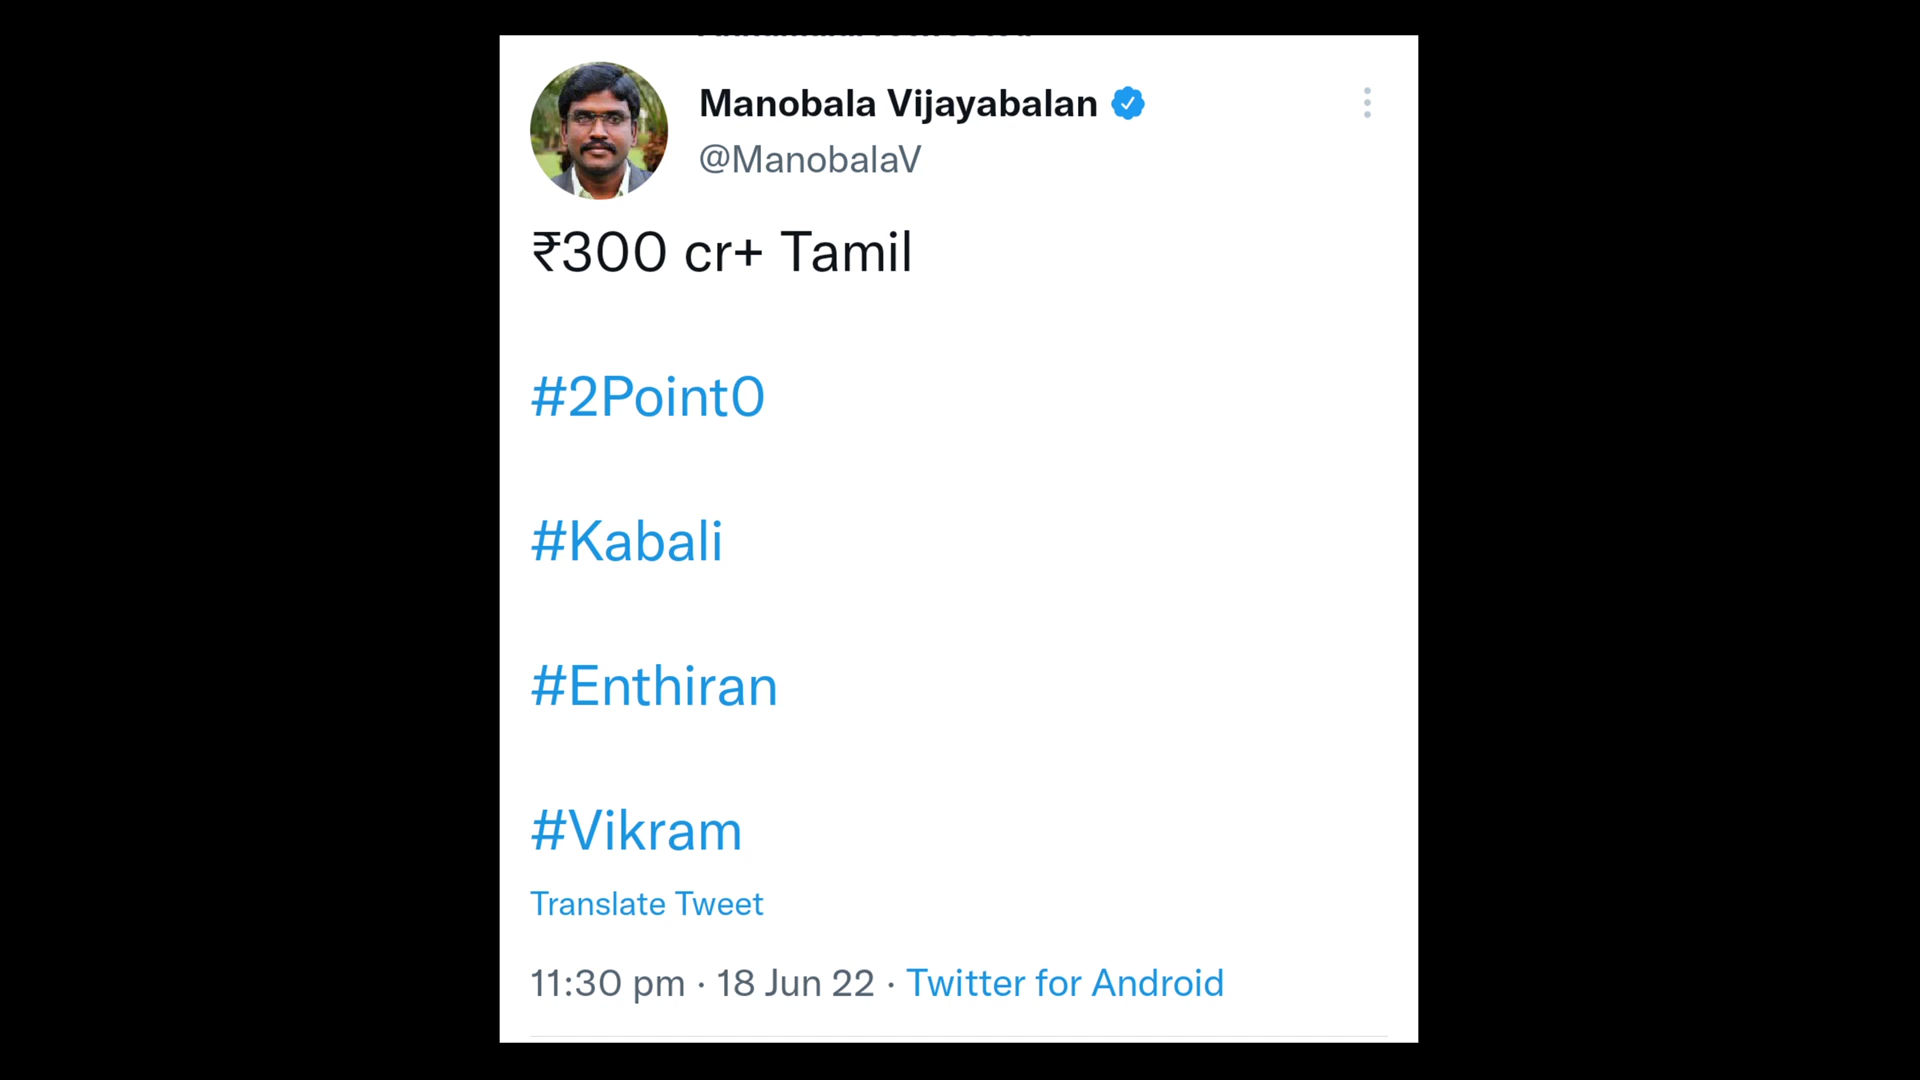 Manobala Vijayabalan
@ManobalaV
₹300 cr+ Tamil
#2Point0
#Kabali
#Enthiran
#Vikram
Translate Tweet
11:30 pm · 18 Jun 22 · Twitter for Android